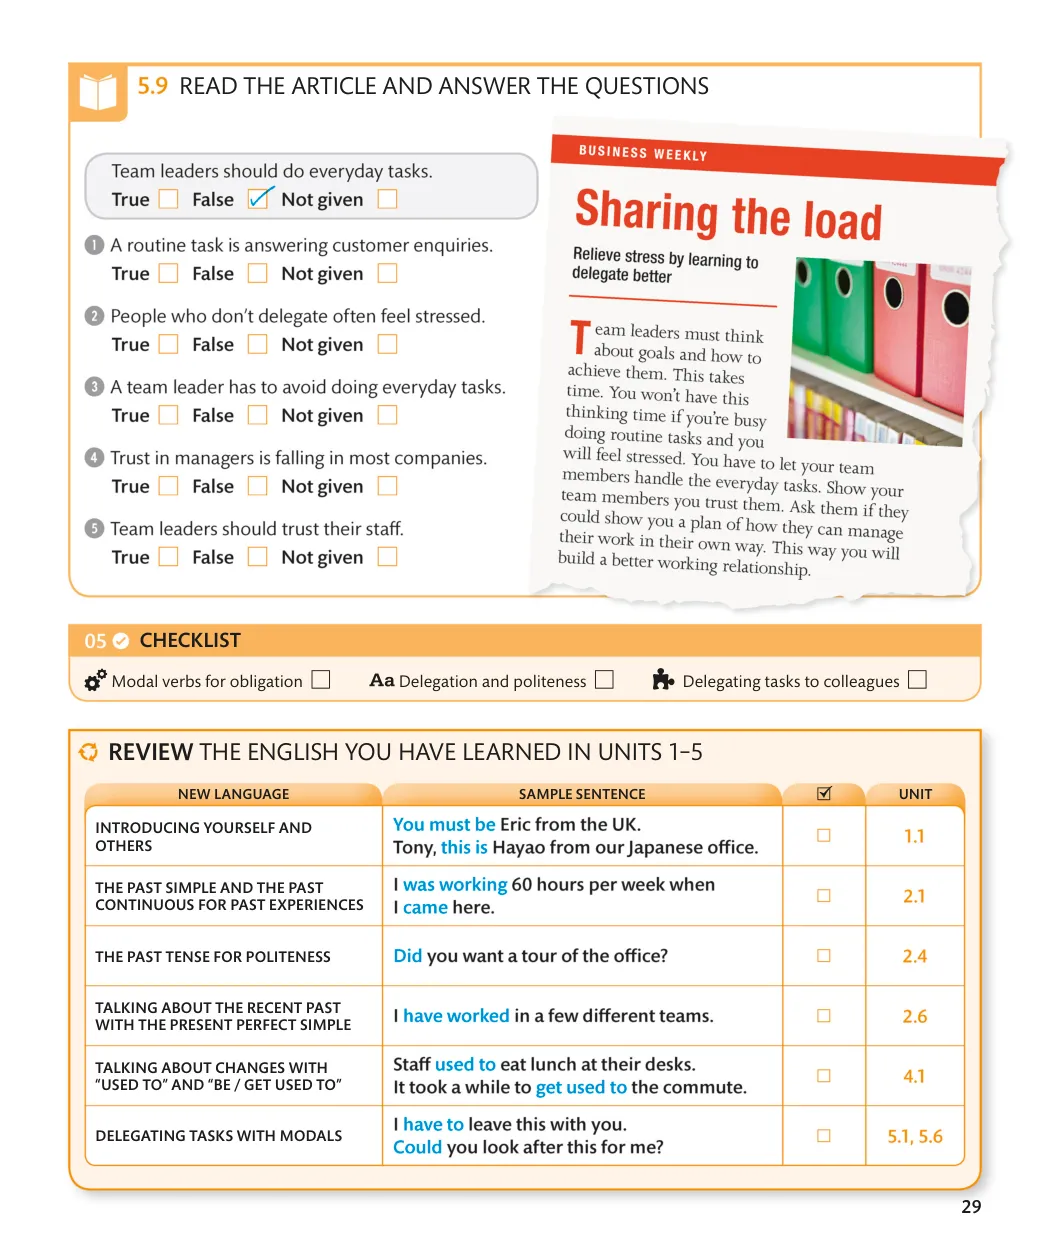 5.9 READ THE ARTICLE AND ANSWER THE QUESTIONS
Team leaders should do everyday tasks.
True False Not given
1 A routine task is answering customer enquiries.
True False Not given
2 People who don't delegate often feel stressed.
True False Not given
3 A team leader has to avoid doing everyday tasks.
True False Not given
4 Trust in managers is falling in most companies.
True False Not given
5 Team leaders should trust their staff.
True False Not given
BUSINESS WEEKLY
Sharing the load
Relieve stress by learning to
delegate better
Team leaders must think
about goals and how to
achieve them. This takes
time. You won't have this
thinking time if you're busy
doing routine tasks and you
will feel stressed. You have to let your team
members handle the everyday tasks. Show your
team members you trust them. Ask them if they
could show you a plan of how they can manage
their work in their own way. This way you will
build a better working relationship.
05 CHECKLIST
Modal verbs for obligation
Aa Delegation and politeness
Delegating tasks to colleagues
REVIEW THE ENGLISH YOU HAVE LEARNED IN UNITS 1–5
NEW LANGUAGE SAMPLE SENTENCE UNIT
INTRODUCING YOURSELF AND
OTHERS
You must be Eric from the UK.
Tony, this is Hayao from our Japanese office.
1.1
THE PAST SIMPLE AND THE PAST
CONTINUOUS FOR PAST EXPERIENCES
I was working 60 hours per week when
I came here.
2.1
THE PAST TENSE FOR POLITENESS
Did you want a tour of the office?
2.4
TALKING ABOUT THE RECENT PAST
WITH THE PRESENT PERFECT SIMPLE
I have worked in a few different teams.
2.6
TALKING ABOUT CHANGES WITH
"USED TO" AND "BE / GET USED TO"
Staff used to eat lunch at their desks.
It took a while to get used to the commute.
4.1
DELEGATING TASKS WITH MODALS
I have to leave this with you.
Could you look after this for me?
5.1, 5.6
29